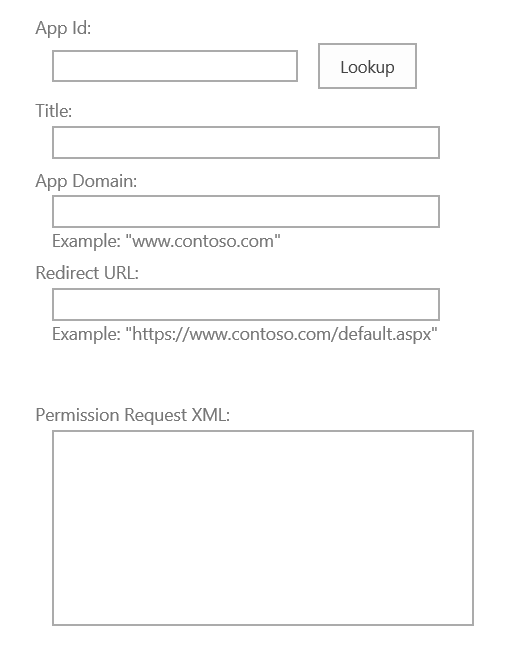 App Id:
Lookup
Title:
App Domain:
Example: "www.contoso.com"
Redirect URL:
Example: "https://www.contoso.com/default.aspx"
Permission Request XML: